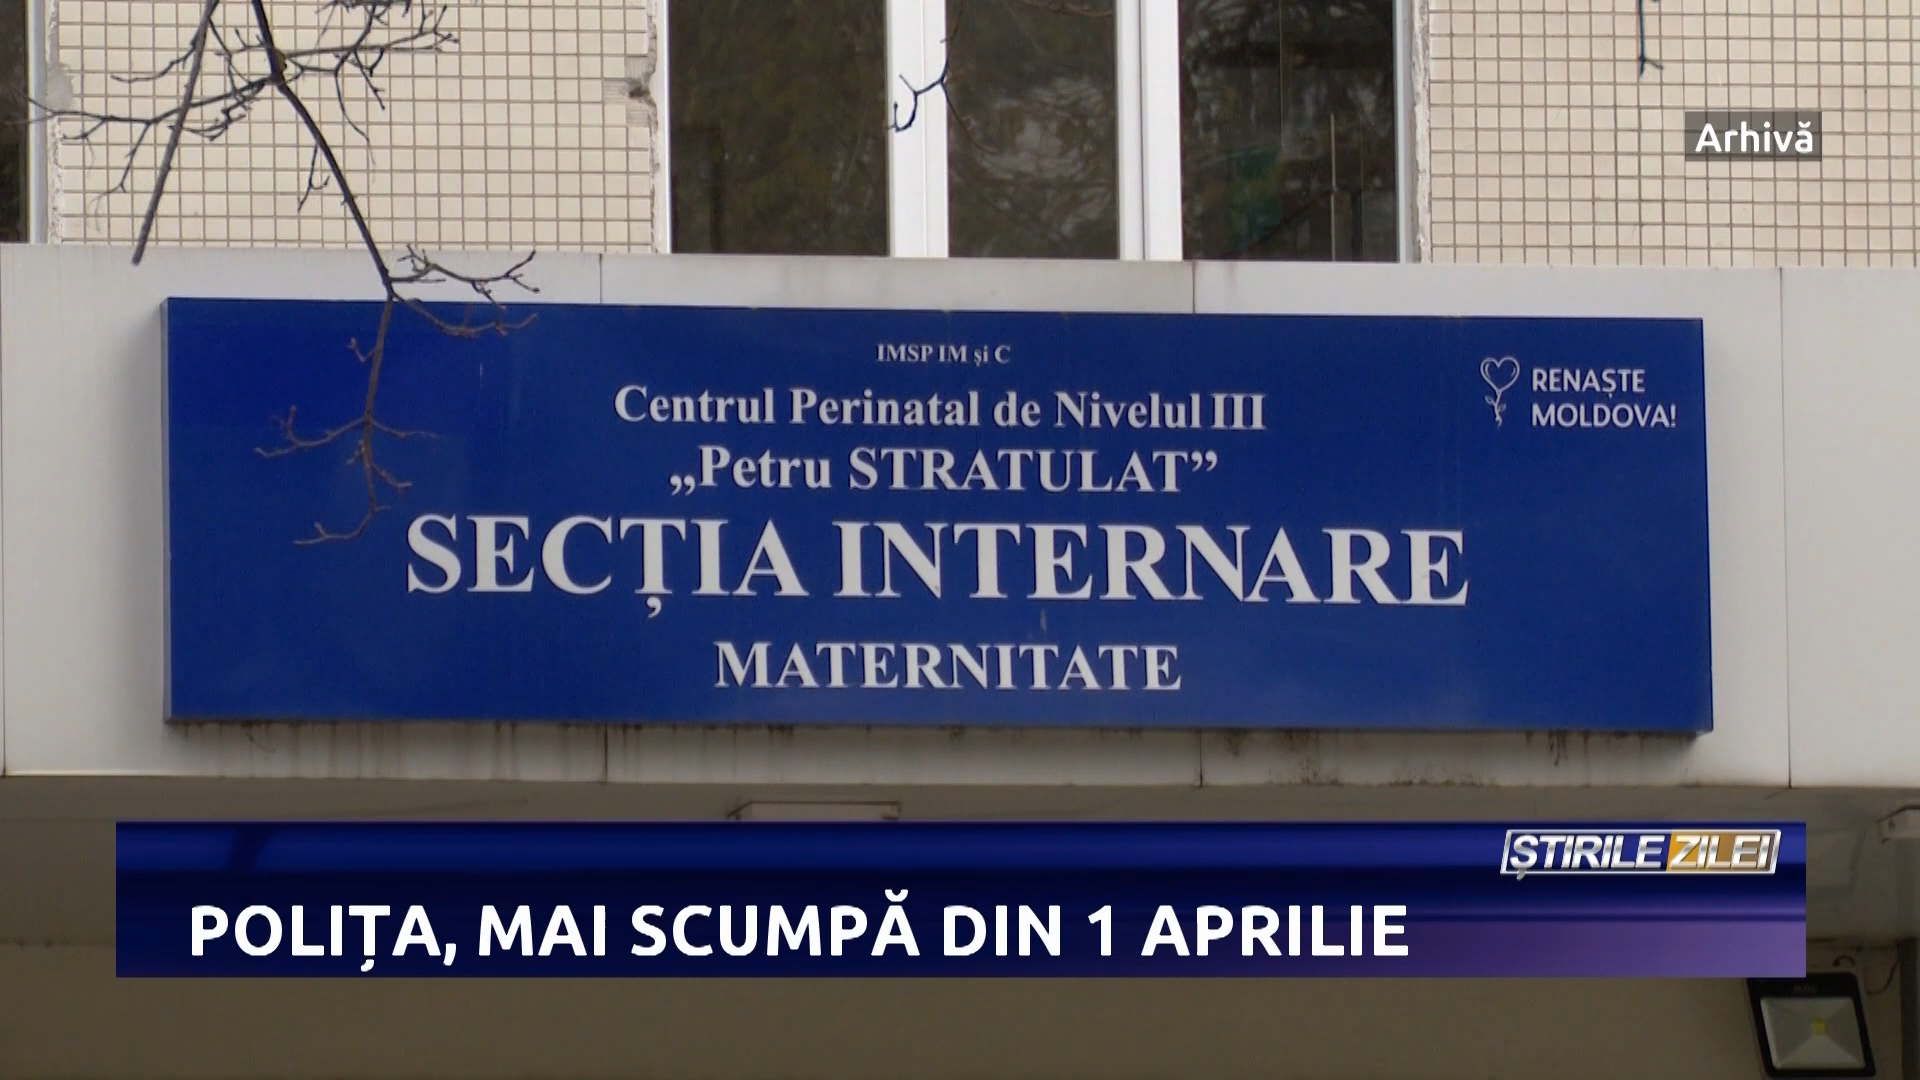 Arhivă
IMSP IM și C
Centrul Perinatal de Nivelul III
„Petru STRATULAT”
SECȚIA INTERNARE
MATERNITATE
RENAȘTE
MOLDOVA!
ȘTIRILE ZILEI
POLIȚA, MAI SCUMPĂ DIN 1 APRILIE